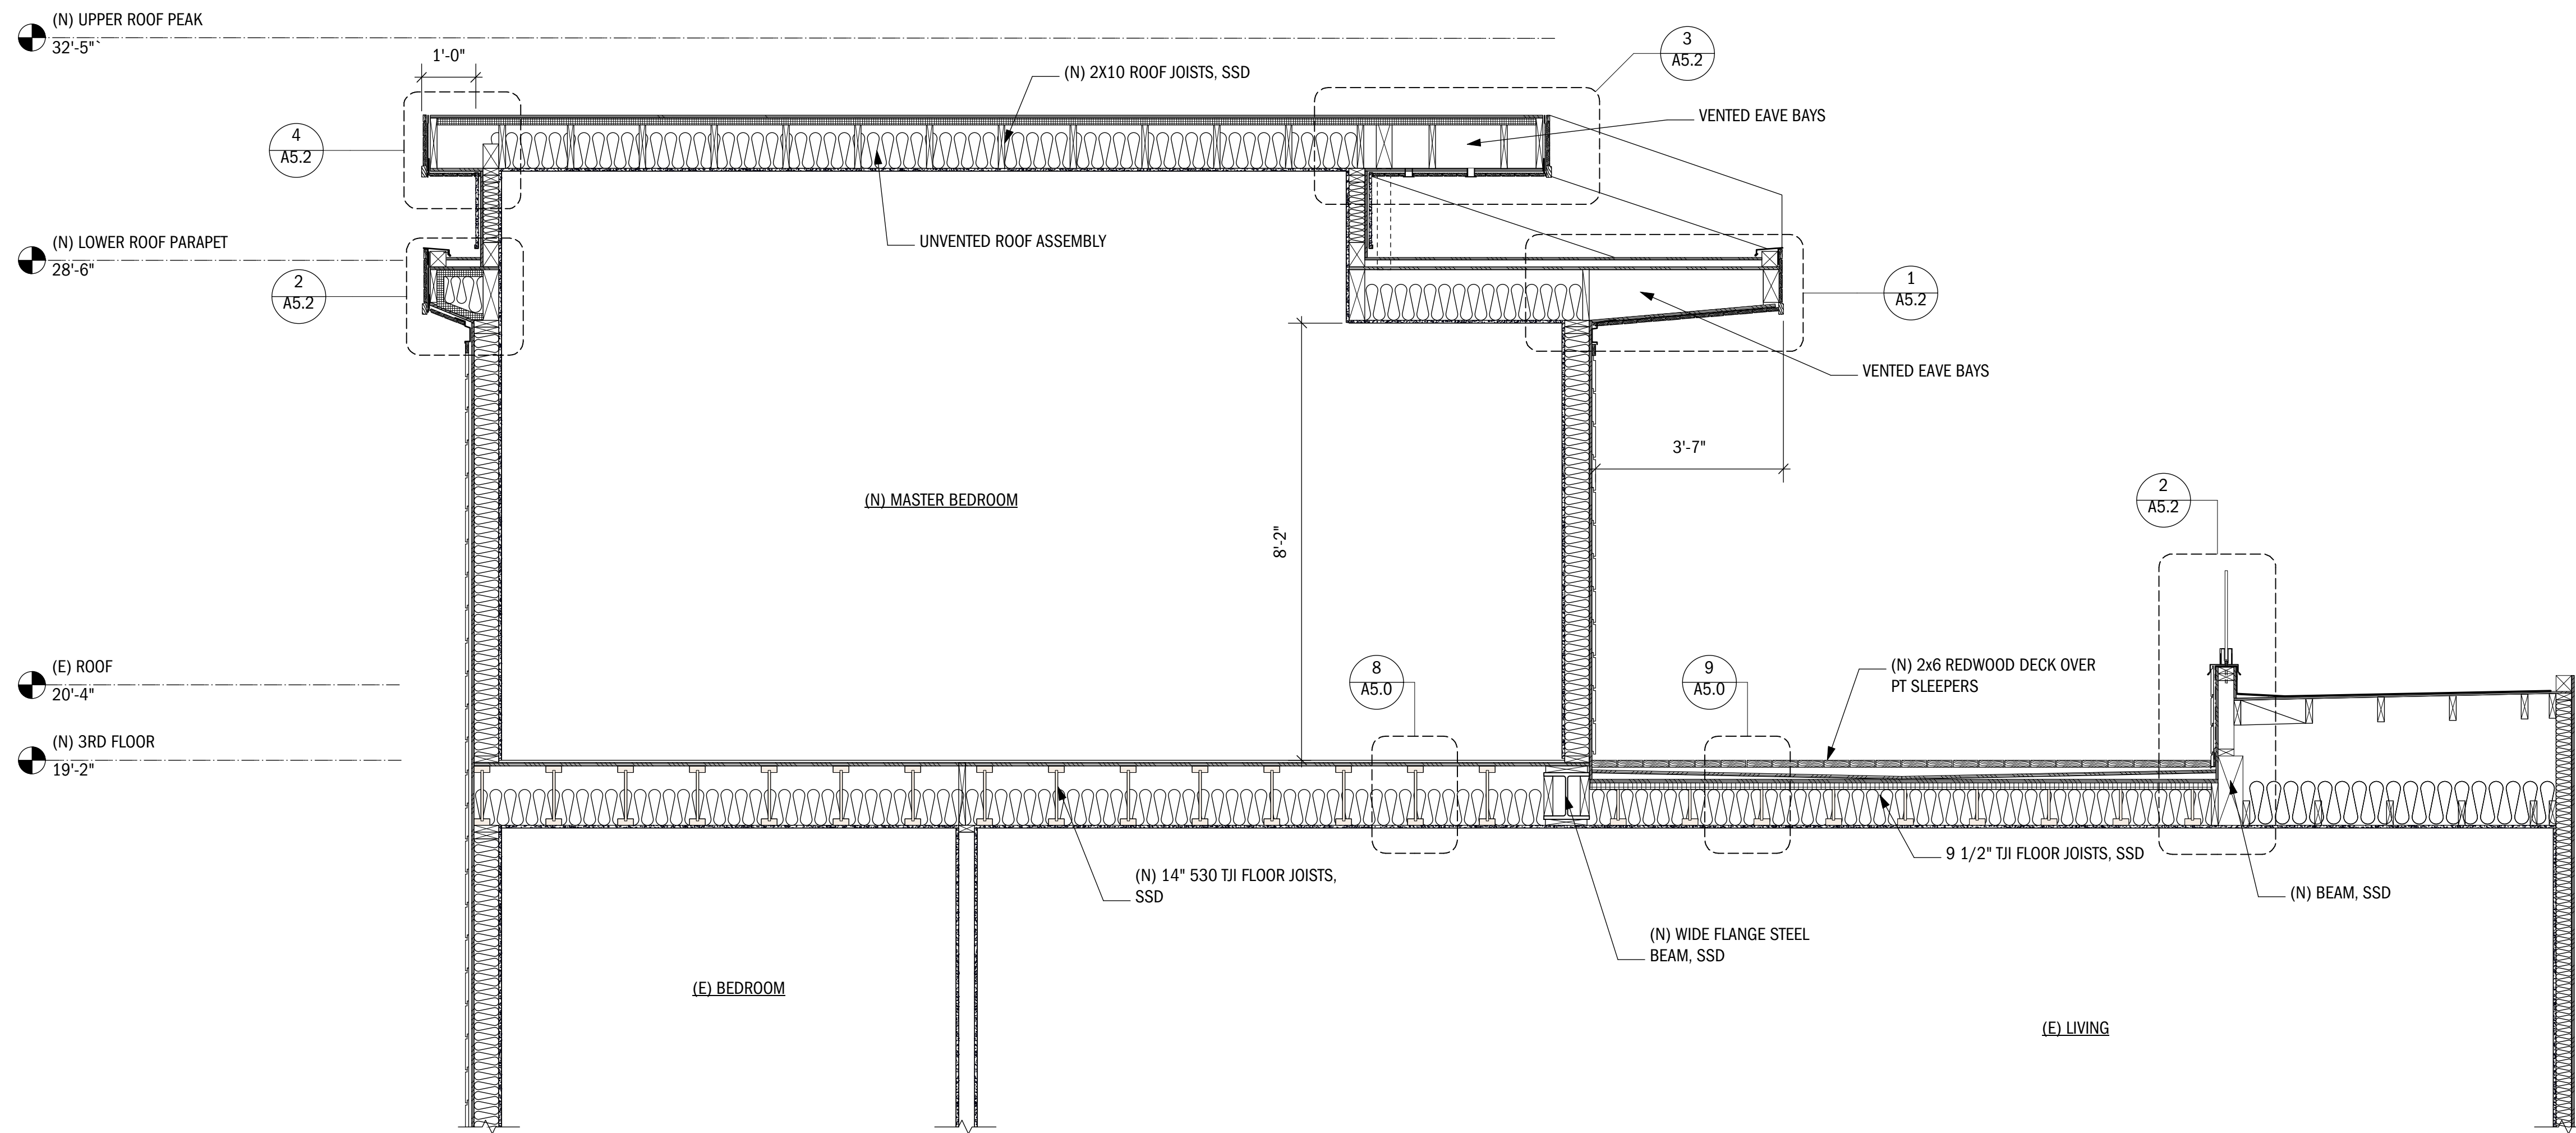 (N) UPPER ROOF PEAK
32'-5"`
1'-0"
(N) 2X10 ROOF JOISTS, SSD
3
A5.2
VENTED EAVE BAYS
4
A5.2
UNVENTED ROOF ASSEMBLY
(N) LOWER ROOF PARAPET
28'-6"
2
A5.2
1
A5.2
VENTED EAVE BAYS
3'-7"
(N) MASTER BEDROOM
8'-2"
2
A5.2
(E) ROOF
20'-4"
8
A5.0
9
A5.0
(N) 2x6 REDWOOD DECK OVER
PT SLEEPERS
(N) 3RD FLOOR
19'-2"
9 1/2" TJI FLOOR JOISTS, SSD
(N) 14" 530 TJI FLOOR JOISTS,
SSD
(N) BEAM, SSD
(N) WIDE FLANGE STEEL
BEAM, SSD
(E) BEDROOM
(E) LIVING